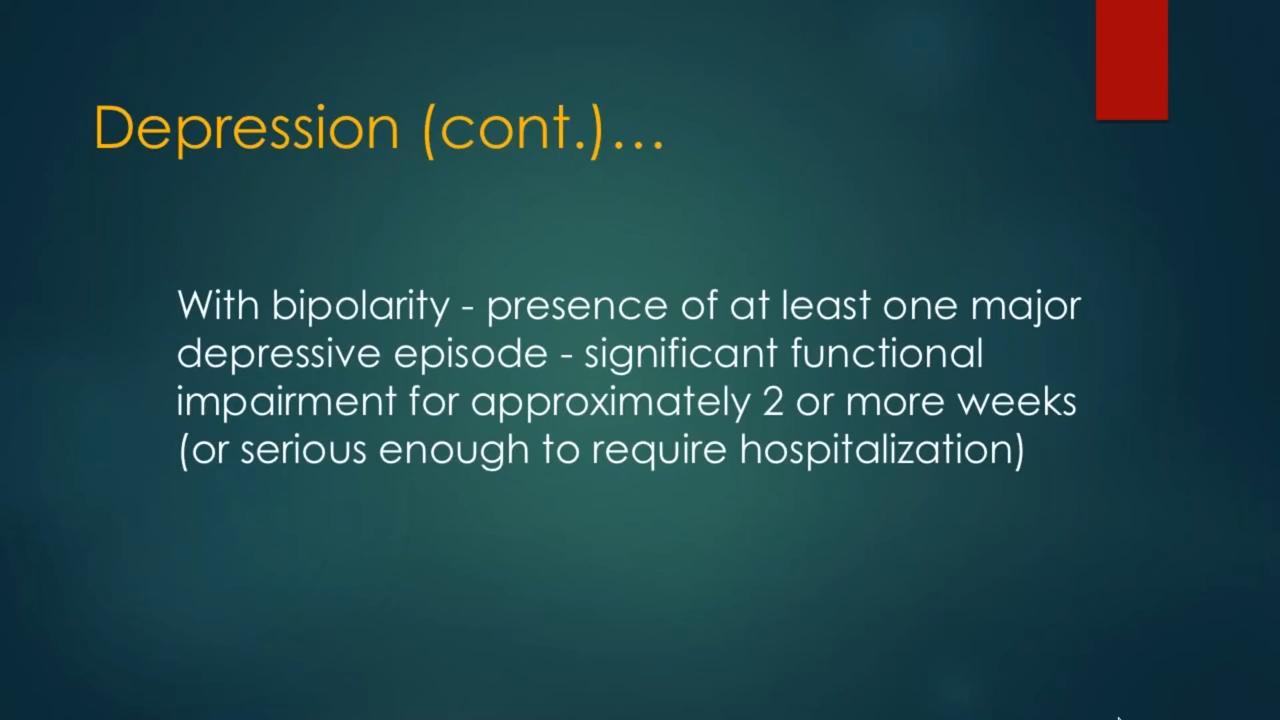 Depression (cont.)...
With bipolarity - presence of at least one major
depressive episode - significant functional
impairment for approximately 2 or more weeks
(or serious enough to require hospitalization)